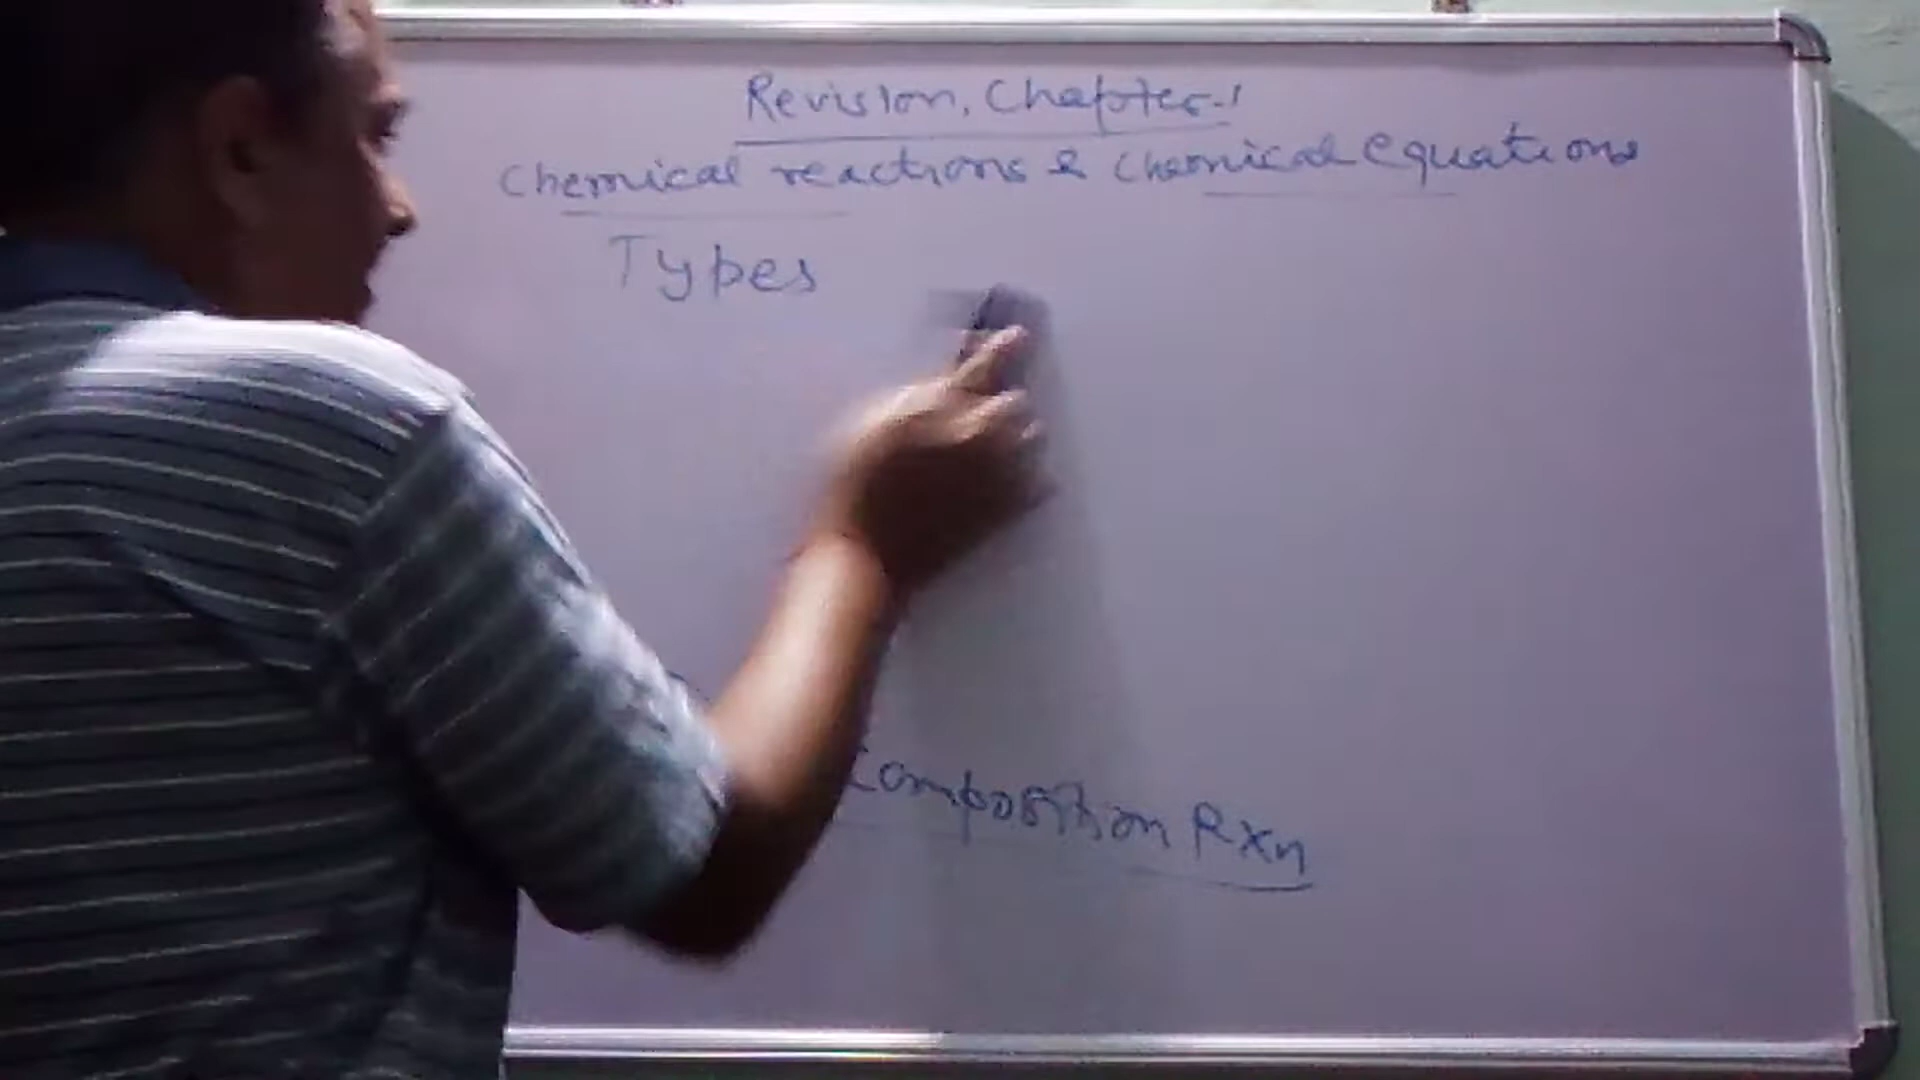 Revision, Chapter-1
Chemical reactions & Chemical equations
Types
composition Rxn